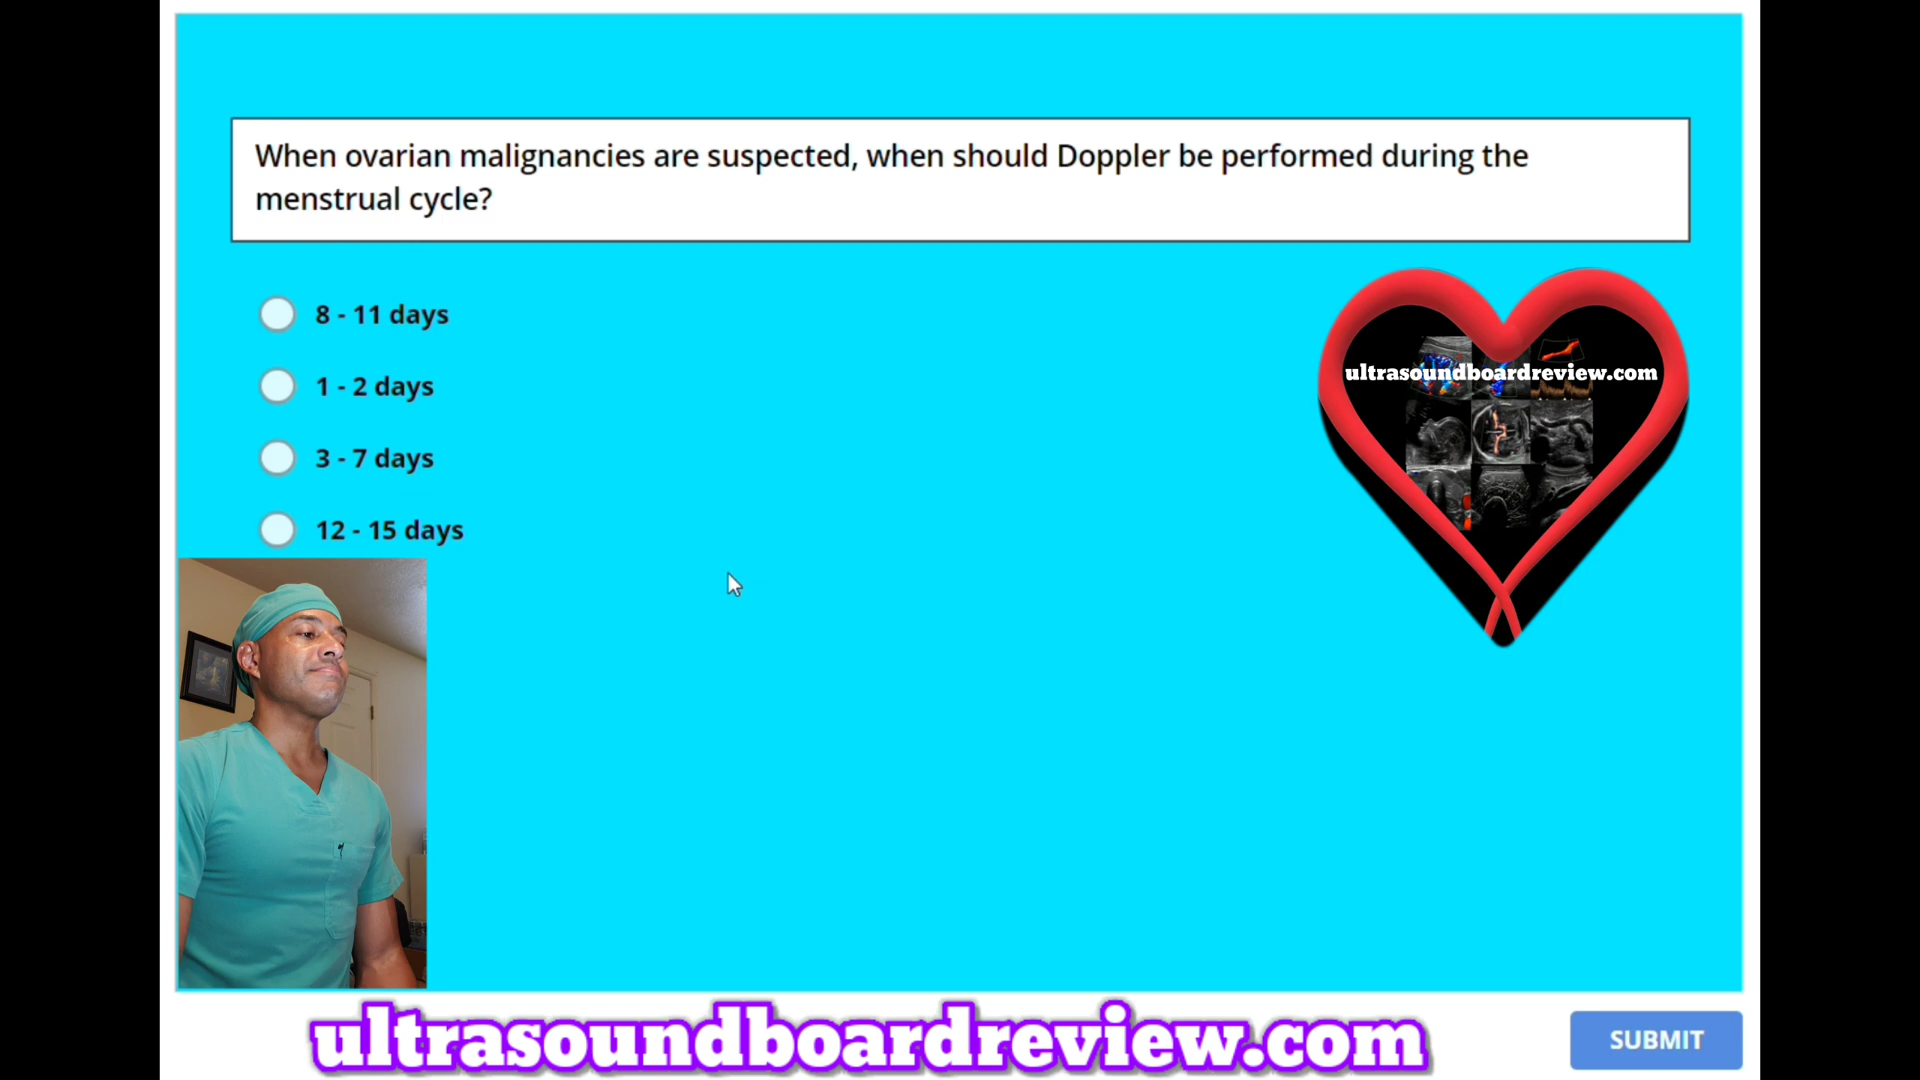 When ovarian malignancies are suspected, when should Doppler be performed during the
menstrual cycle?
8 - 11 days
1 - 2 days
3 - 7 days
12 - 15 days
ultrasoundboardreview.com
ultrasoundboardreview.com
SUBMIT